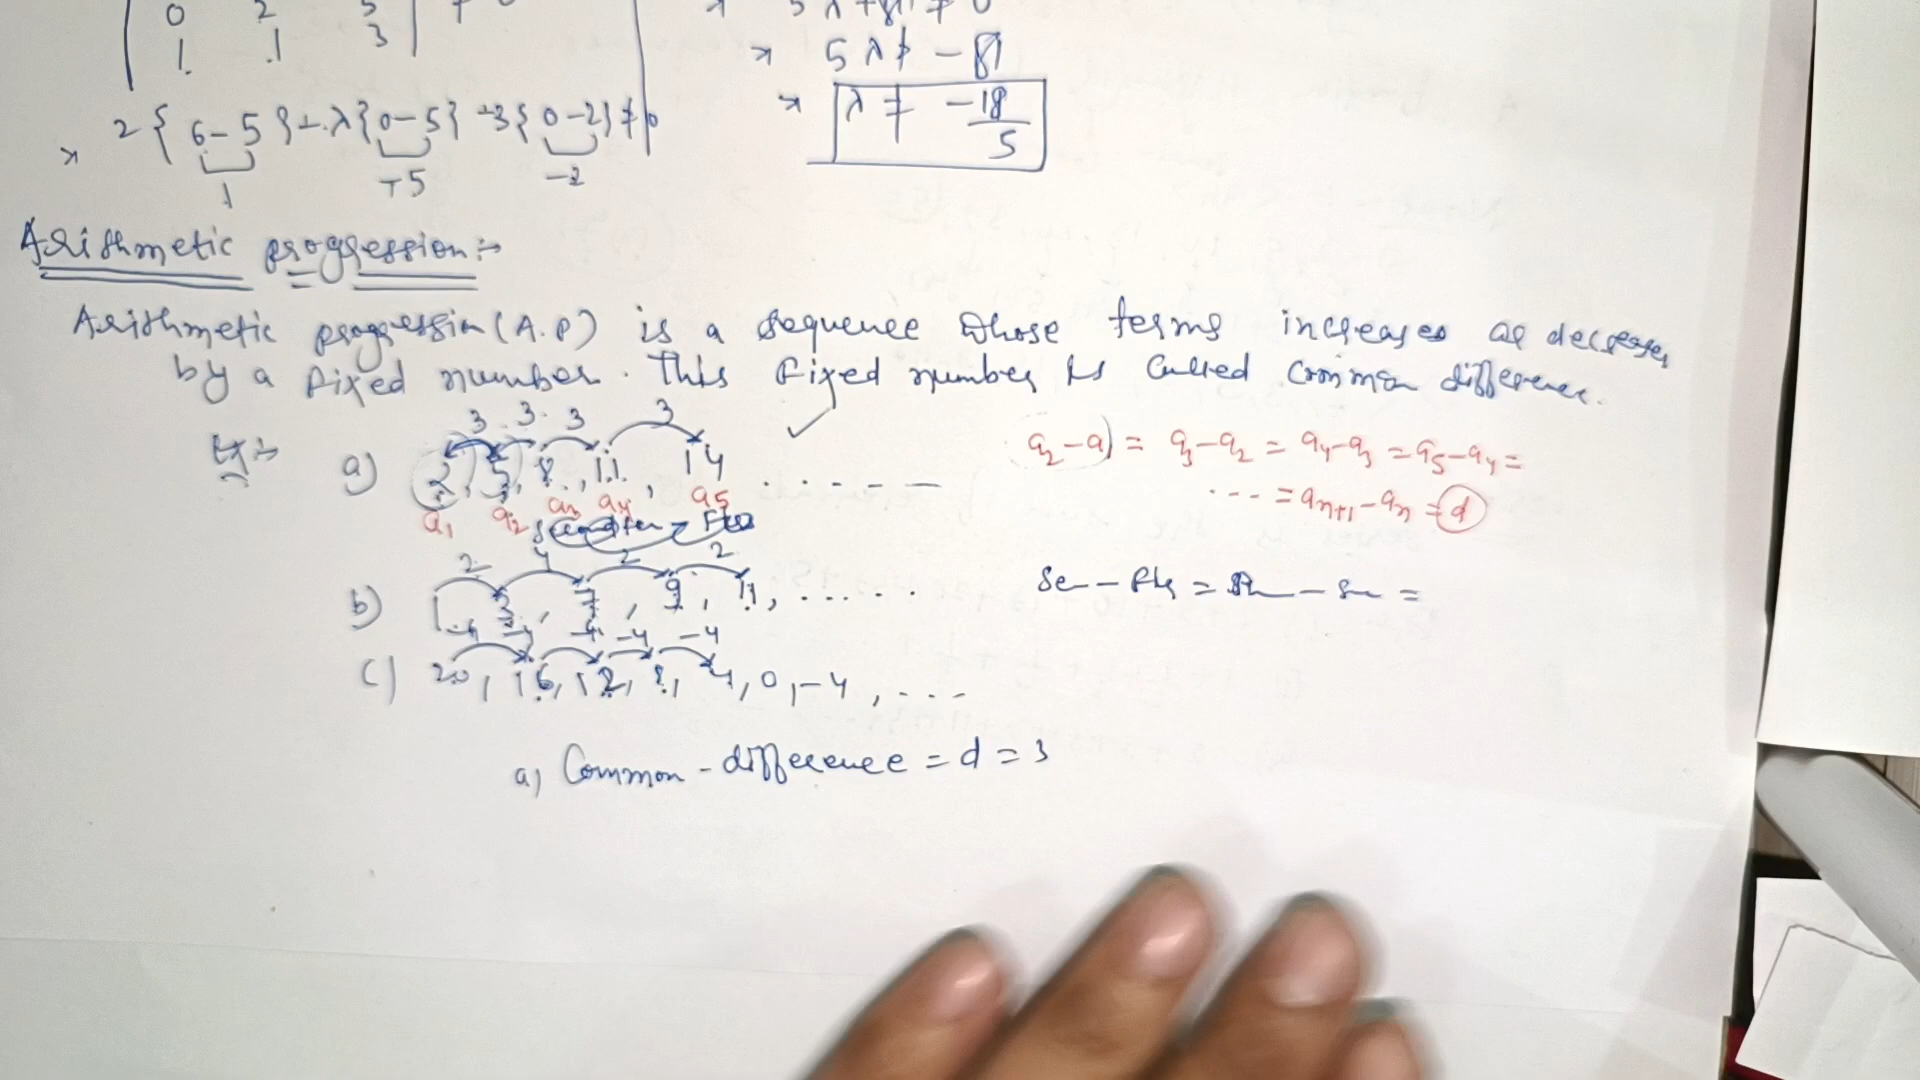 0 2 5 ≠ 0
1 1 3
2 { 6-5 } - λ { 0-5 } + 3 { 0-2 } ≠ 0
1 +5 -2
5λ ≠ -
λ ≠ -18/5
Arithmetic progression :-
Arithmetic progression (A.P) is a sequence whose terms increases or decreases
by a fixed number. This fixed number is called common difference.
3 3 3 3
Ex :- a) 2, 5, 8, 11, 14 . . . . .
a1 a2 a3 a4 a5
a2-a1 = a3-a2 = a4-a3 = a5-a4 =
... = an+1 - an = d
2 4 2 2
b) 1, 3, 7, 9, 11, . . . . .
-4 -4 -4 -4 -4
c) 20, 16, 12, 8, 4, 0, -4, ...
a) Common-difference = d = 3